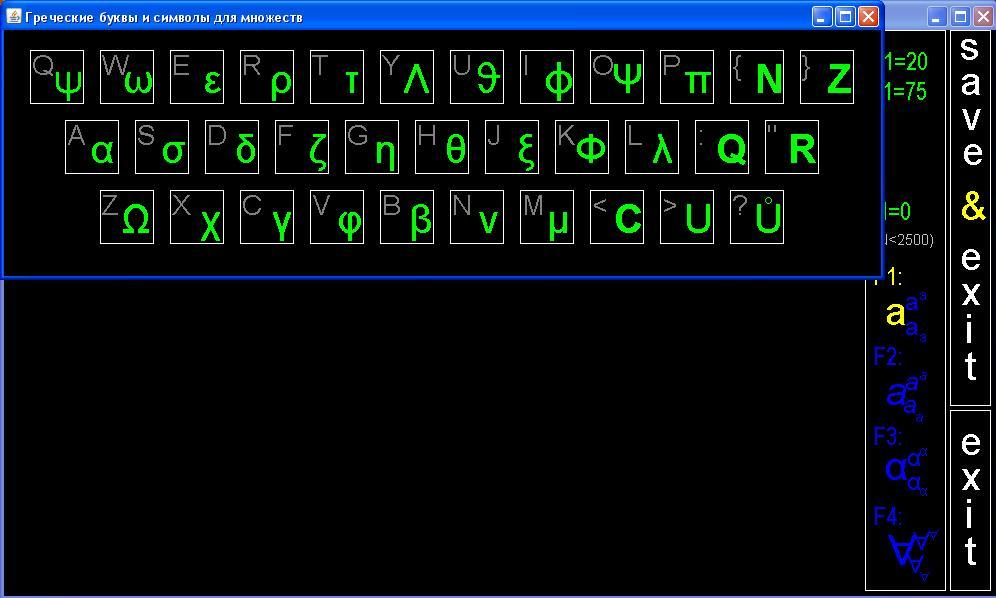 Греческие буквы и символы для множеств
Q ψ W ω E ε R ρ T τ Y Λ U ϑ I ϕ O Ψ P π { N } Z
A α S σ D δ F ζ G η H θ J ξ K Φ L λ : Q " R
Z Ω X χ C γ V φ B β N ν M μ < C > U ? Ů
1=20
1=75
=0
<2500)
F1:
a a a
a a
F2:
a a a
a a
F3:
α α α
α α
F4:
∀ ∀ ∀
∀ ∀
save & exit
exit